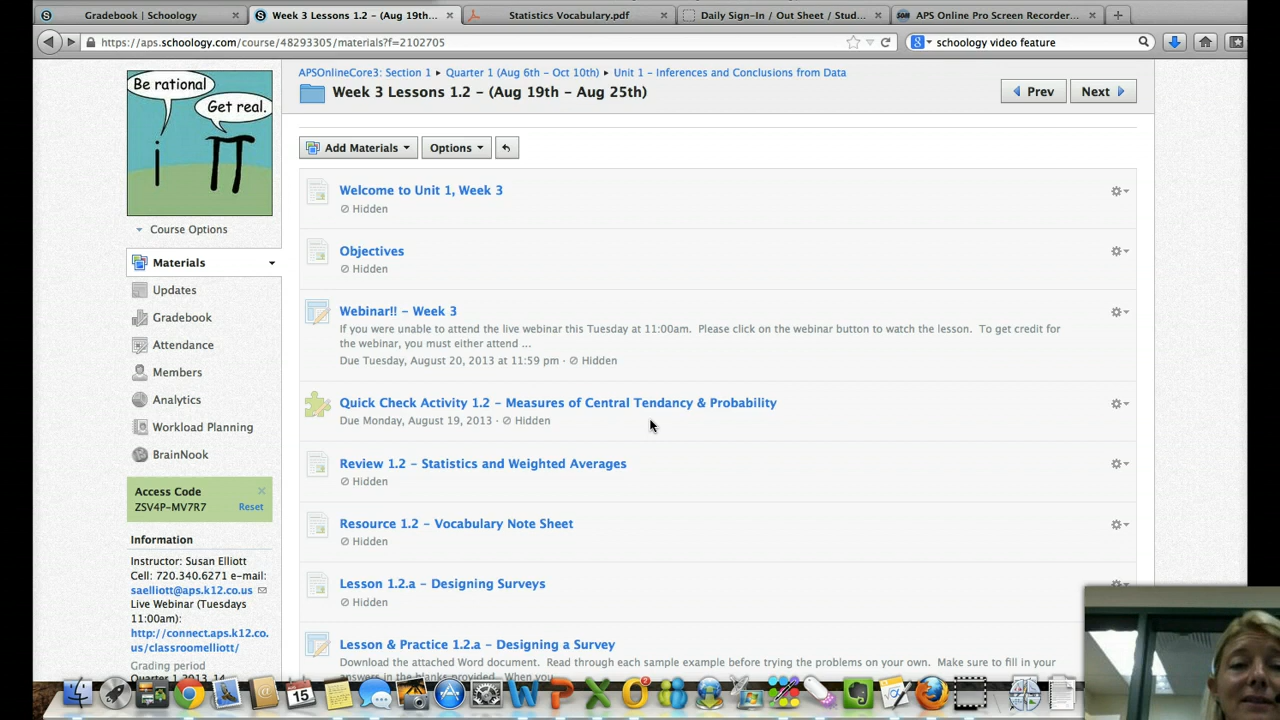 Gradebook | Schoology
Week 3 Lessons 1.2 – (Aug 19th...
Statistics Vocabulary.pdf
Daily Sign-In / Out Sheet / Stud...
APS Online Pro Screen Recorder...
https://aps.schoology.com/course/48293305/materials?f=2102705
schoology video feature
Be rational
Get real.
i π
Course Options
Materials
Updates
Gradebook
Attendance
Members
Analytics
Workload Planning
BrainNook
Access Code
ZSV4P-MV7R7 Reset
Information
Instructor: Susan Elliott
Cell: 720.340.6271 e-mail:
saelliott@aps.k12.co.us
Live Webinar (Tuesdays
11:00am):
http://connect.aps.k12.co.
us/classroomelliott/
Grading period
APSOnlineCore3: Section 1 ▸ Quarter 1 (Aug 6th – Oct 10th) ▸ Unit 1 – Inferences and Conclusions from Data
Week 3 Lessons 1.2 – (Aug 19th – Aug 25th)
Prev Next
Add Materials Options
Welcome to Unit 1, Week 3
Hidden
Objectives
Hidden
Webinar!! – Week 3
If you were unable to attend the live webinar this Tuesday at 11:00am. Please click on the webinar button to watch the lesson. To get credit for
the webinar, you must either attend ...
Due Tuesday, August 20, 2013 at 11:59 pm · Hidden
Quick Check Activity 1.2 – Measures of Central Tendancy & Probability
Due Monday, August 19, 2013 · Hidden
Review 1.2 – Statistics and Weighted Averages
Hidden
Resource 1.2 – Vocabulary Note Sheet
Hidden
Lesson 1.2.a – Designing Surveys
Hidden
Lesson & Practice 1.2.a – Designing a Survey
Download the attached Word document. Read through each sample example before trying the problems on your own. Make sure to fill in your
15